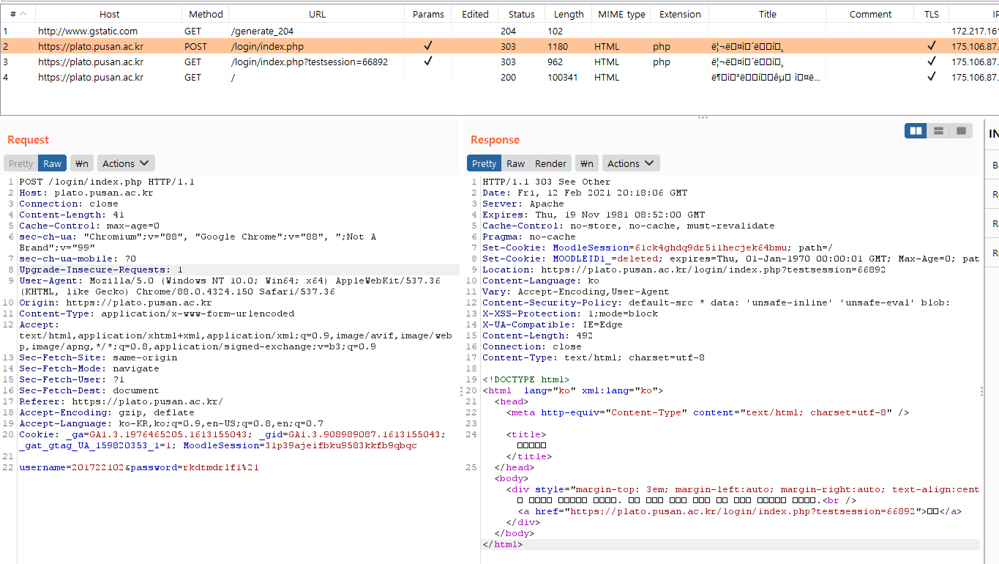 # Host Method URL Params Edited Status Length MIME type Extension Title Comment TLS IP
1 http://www.gstatic.com GET /generate_204 204 102 172.217.161
2 https://plato.pusan.ac.kr POST /login/index.php ✓ 303 1180 HTML php ✓ 175.106.87.
3 https://plato.pusan.ac.kr GET /login/index.php?testsession=66892 ✓ 303 962 HTML php ✓ 175.106.87.
4 https://plato.pusan.ac.kr GET / 200 100341 HTML ✓ 175.106.87.
Request
Pretty Raw ₩n Actions
1 POST /login/index.php HTTP/1.1
2 Host: plato.pusan.ac.kr
3 Connection: close
4 Content-Length: 41
5 Cache-Control: max-age=0
6 sec-ch-ua: "Chromium";v="88", "Google Chrome";v="88", ";Not A
Brand";v="99"
7 sec-ch-ua-mobile: ?0
8 Upgrade-Insecure-Requests: 1
9 User-Agent: Mozilla/5.0 (Windows NT 10.0; Win64; x64) AppleWebKit/537.36
(KHTML, like Gecko) Chrome/88.0.4324.150 Safari/537.36
10 Origin: https://plato.pusan.ac.kr
11 Content-Type: application/x-www-form-urlencoded
12 Accept:
text/html,application/xhtml+xml,application/xml;q=0.9,image/avif,image/web
p,image/apng,*/*;q=0.8,application/signed-exchange;v=b3;q=0.9
13 Sec-Fetch-Site: same-origin
14 Sec-Fetch-Mode: navigate
15 Sec-Fetch-User: ?1
16 Sec-Fetch-Dest: document
17 Referer: https://plato.pusan.ac.kr/
18 Accept-Encoding: gzip, deflate
19 Accept-Language: ko-KR,ko;q=0.9,en-US;q=0.8,en;q=0.7
20 Cookie: _ga=GA1.3.1976465205.1613155043; _gid=GA1.3.908989087.1613155043;
_gat_gtag_UA_159820353_1=1; MoodleSession=31p39ajeifbku9583kkfb9qbqc
21
22 username=201722102&password=rkdtmdrlf1%21
Response
Pretty Raw Render ₩n Actions
1 HTTP/1.1 303 See Other
2 Date: Fri, 12 Feb 2021 20:18:06 GMT
3 Server: Apache
4 Expires: Thu, 19 Nov 1981 08:52:00 GMT
5 Cache-Control: no-store, no-cache, must-revalidate
6 Pragma: no-cache
7 Set-Cookie: MoodleSession=61ck4ghdq9dr5i1hecjek64bmu; path=/
8 Set-Cookie: MOODLEID1_=deleted; expires=Thu, 01-Jan-1970 00:00:01 GMT; Max-Age=0; pat
9 Location: https://plato.pusan.ac.kr/login/index.php?testsession=66892
10 Content-Language: ko
11 Vary: Accept-Encoding,User-Agent
12 Content-Security-Policy: default-src * data: 'unsafe-inline' 'unsafe-eval' blob:
13 X-XSS-Protection: 1;mode=block
14 X-UA-Compatible: IE=Edge
15 Content-Length: 492
16 Connection: close
17 Content-Type: text/html; charset=utf-8
18
19 <!DOCTYPE html>
20 <html lang="ko" xml:lang="ko">
21 <head>
22 <meta http-equiv="Content-Type" content="text/html; charset=utf-8" />
23
24 <title>
</title>
25 </head>
<body>
<div style="margin-top: 3em; margin-left:auto; margin-right:auto; text-align:cent
<br />
<a href="https://plato.pusan.ac.kr/login/index.php?testsession=66892"></a>
</div>
</body>
</html>
IN